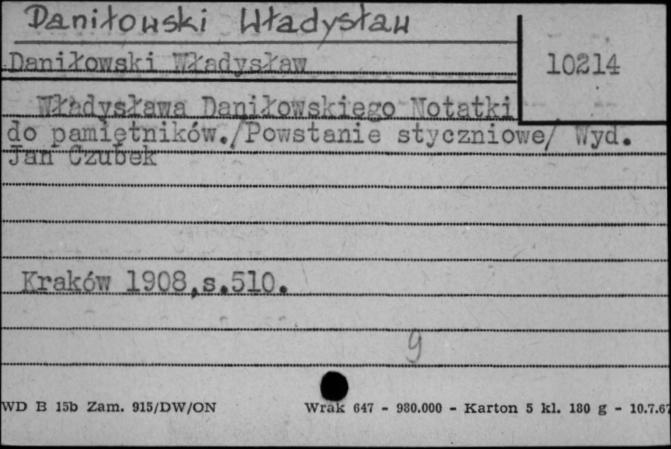 Daniłowski Władysław
Daniłowski Władysław
10214
Władysława Daniłowskiego Notatki
do pamiętników./Powstanie styczniowe/ Wyd.
Jan Czubek
Kraków 1908,s.510.
9
WD B 15b Zam. 915/DW/ON Wrak 647 - 980.000 - Karton 5 kl. 180 g - 10.7.67